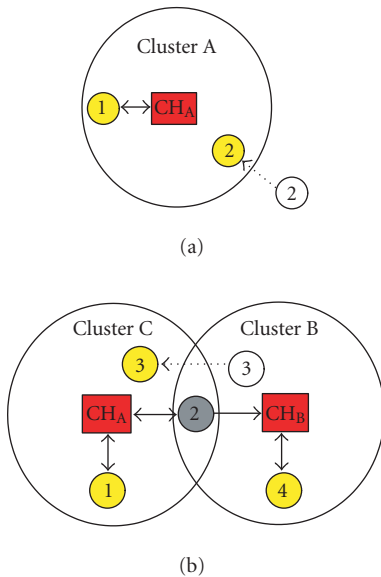 Cluster A
1
CH_A
2
2
(a)
Cluster C
Cluster B
3
3
CH_A
2
CH_B
1
4
(b)